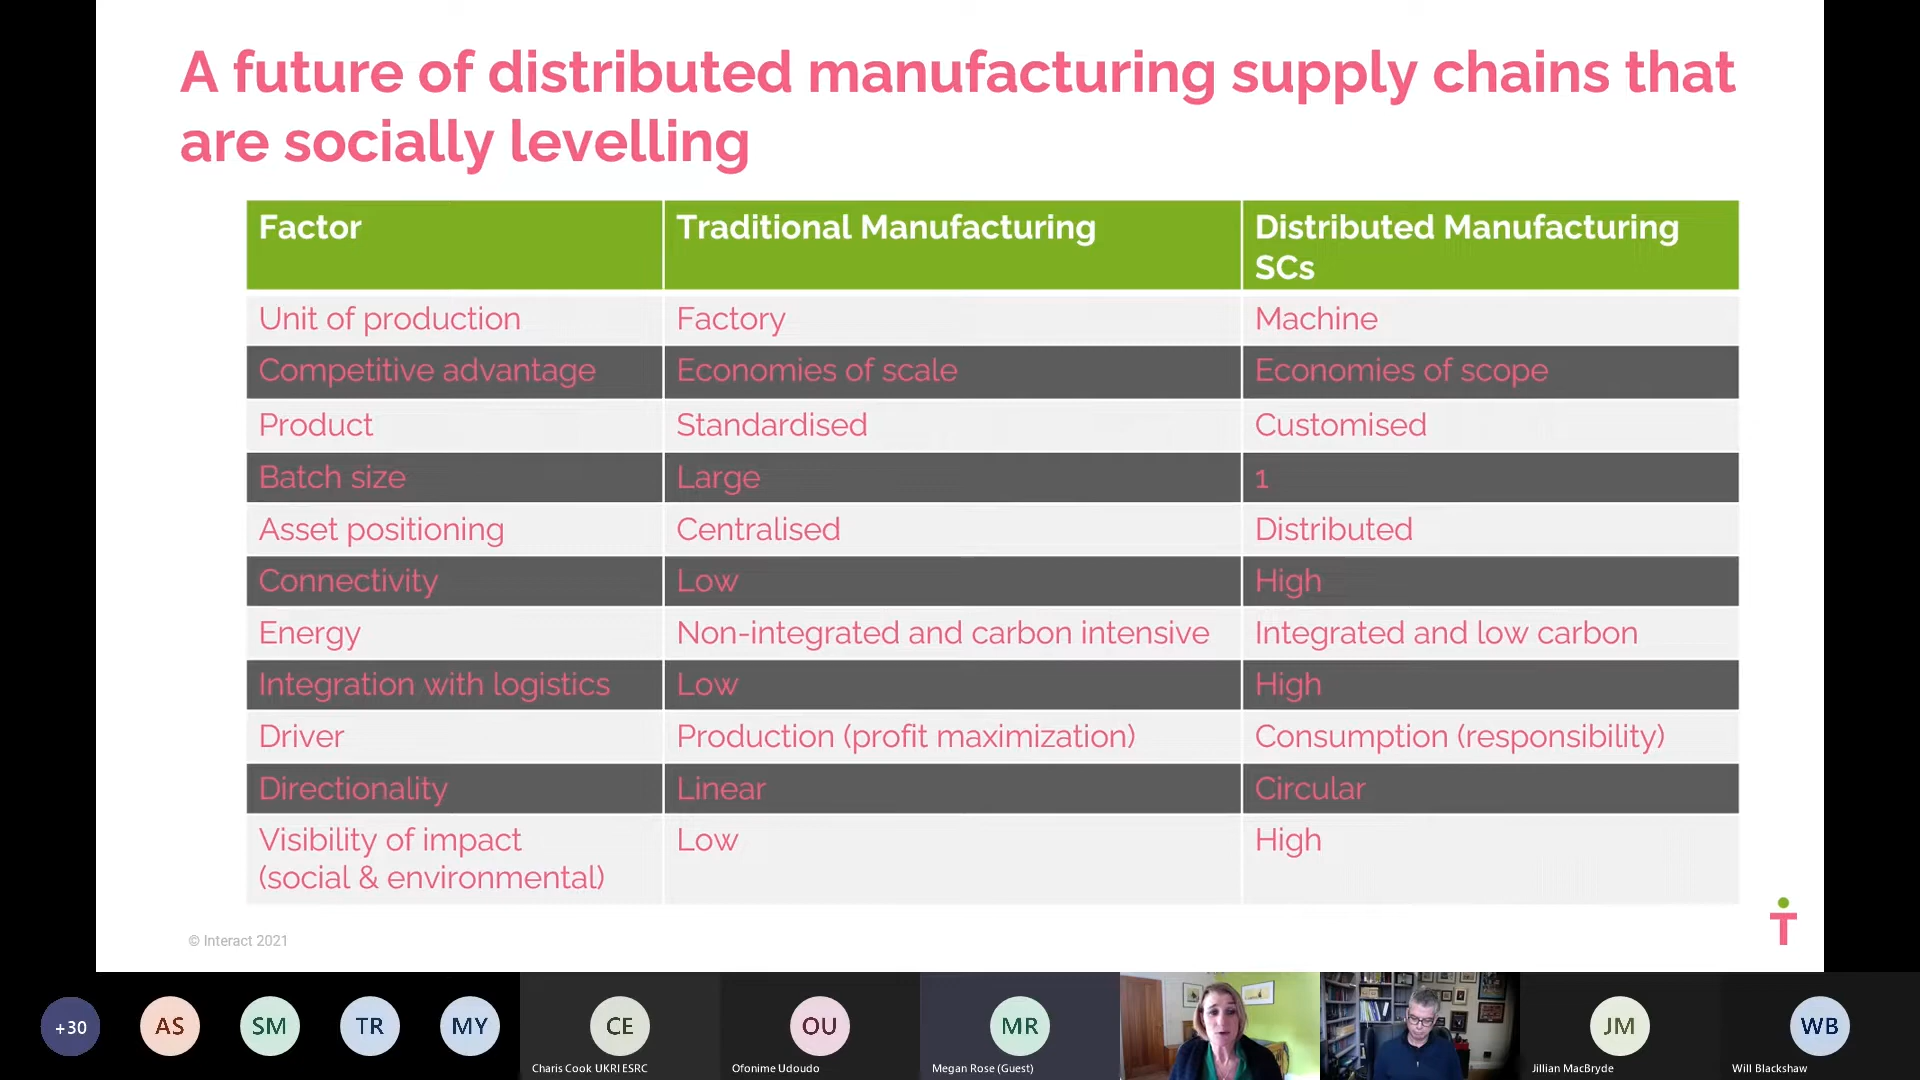 A future of distributed manufacturing supply chains that
are socially levelling
Factor Traditional Manufacturing Distributed Manufacturing
SCs
Unit of production Factory Machine
Competitive advantage Economies of scale Economies of scope
Product Standardised Customised
Batch size Large 1
Asset positioning Centralised Distributed
Connectivity Low High
Energy Non-integrated and carbon intensive Integrated and low carbon
Integration with logistics Low High
Driver Production (profit maximization) Consumption (responsibility)
Directionality Linear Circular
Visibility of impact Low High
(social & environmental)
© Interact 2021
+30 AS SM TR MY CE OU MR JM WB
Charis Cook UKRI ESRC Ofonime Udoudo Megan Rose (Guest) Jillian MacBryde Will Blackshaw